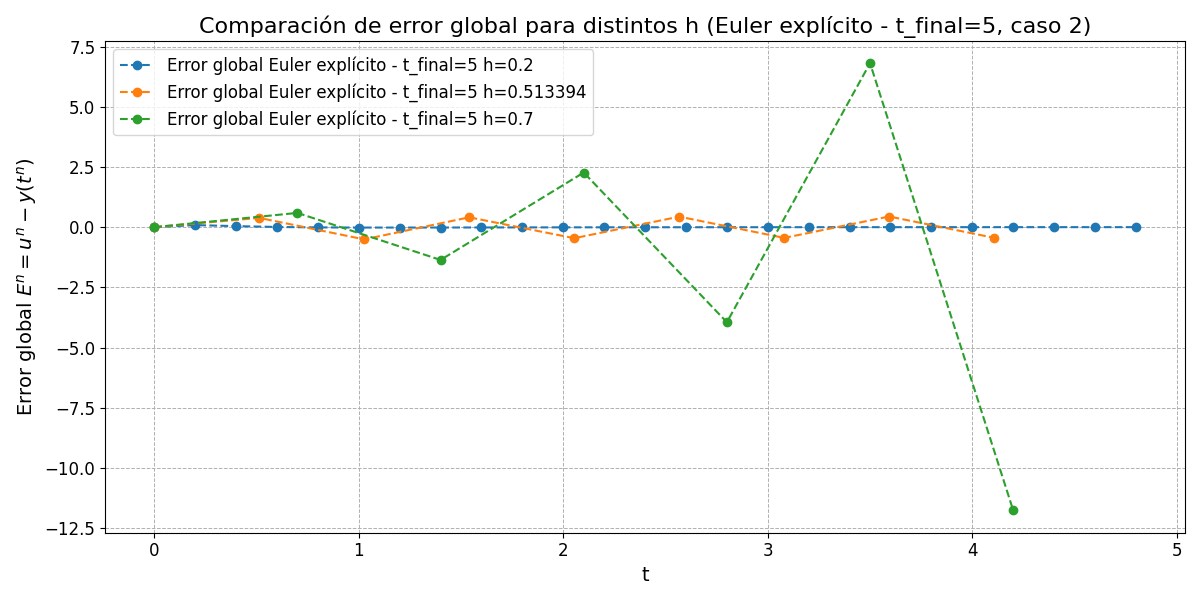 Comparación de error global para distintos h (Euler explícito - t_final=5, caso 2)
Error global Euler explícito - t_final=5 h=0.2
Error global Euler explícito - t_final=5 h=0.513394
Error global Euler explícito - t_final=5 h=0.7
Error global Eⁿ = uⁿ − y(tⁿ)
7.5
5.0
2.5
0.0
−2.5
−5.0
−7.5
−10.0
−12.5
0 1 2 3 4 5
t